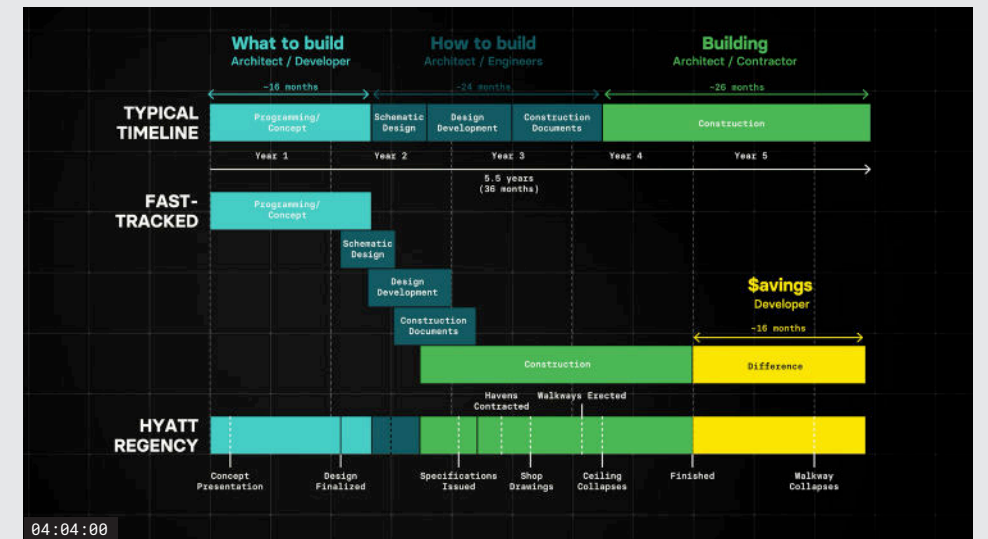 What to build
Architect / Developer
How to build
Architect / Engineers
Building
Architect / Contractor
~16 months
~24 months
~26 months
TYPICAL
TIMELINE
Programming/
Concept
Schematic
Design
Design
Development
Construction
Documents
Construction
Year 1
Year 2
Year 3
Year 4
Year 5
5.5 years
(36 months)
FAST-
TRACKED
Programming/
Concept
Schematic
Design
Design
Development
Construction
Documents
$avings
Developer
~16 months
Construction
Difference
Havens
Contracted
Walkways Erected
HYATT
REGENCY
Concept
Presentation
Design
Finalized
Specifications
Issued
Shop
Drawings
Ceiling
Collapses
Finished
Walkway
Collapses
04:04:00